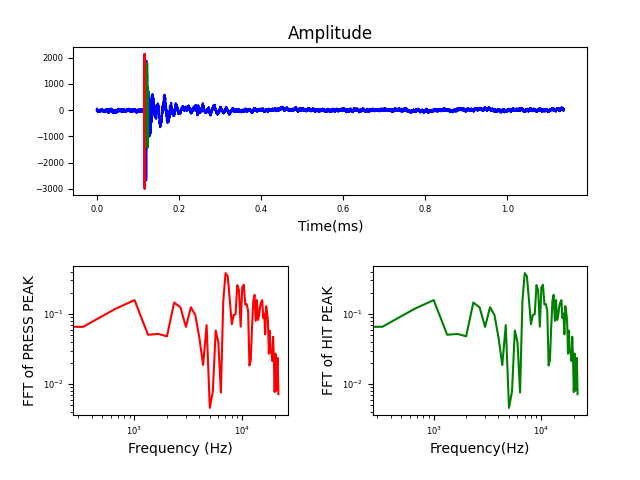 Amplitude
2000
1000
0
−1000
−2000
−3000
0.0 0.2 0.4 0.6 0.8 1.0
Time(ms)
FFT of PRESS PEAK
10⁻¹
10⁻²
10³ 10⁴
Frequency (Hz)
FFT of HIT PEAK
10⁻¹
10⁻²
10³ 10⁴
Frequency(Hz)